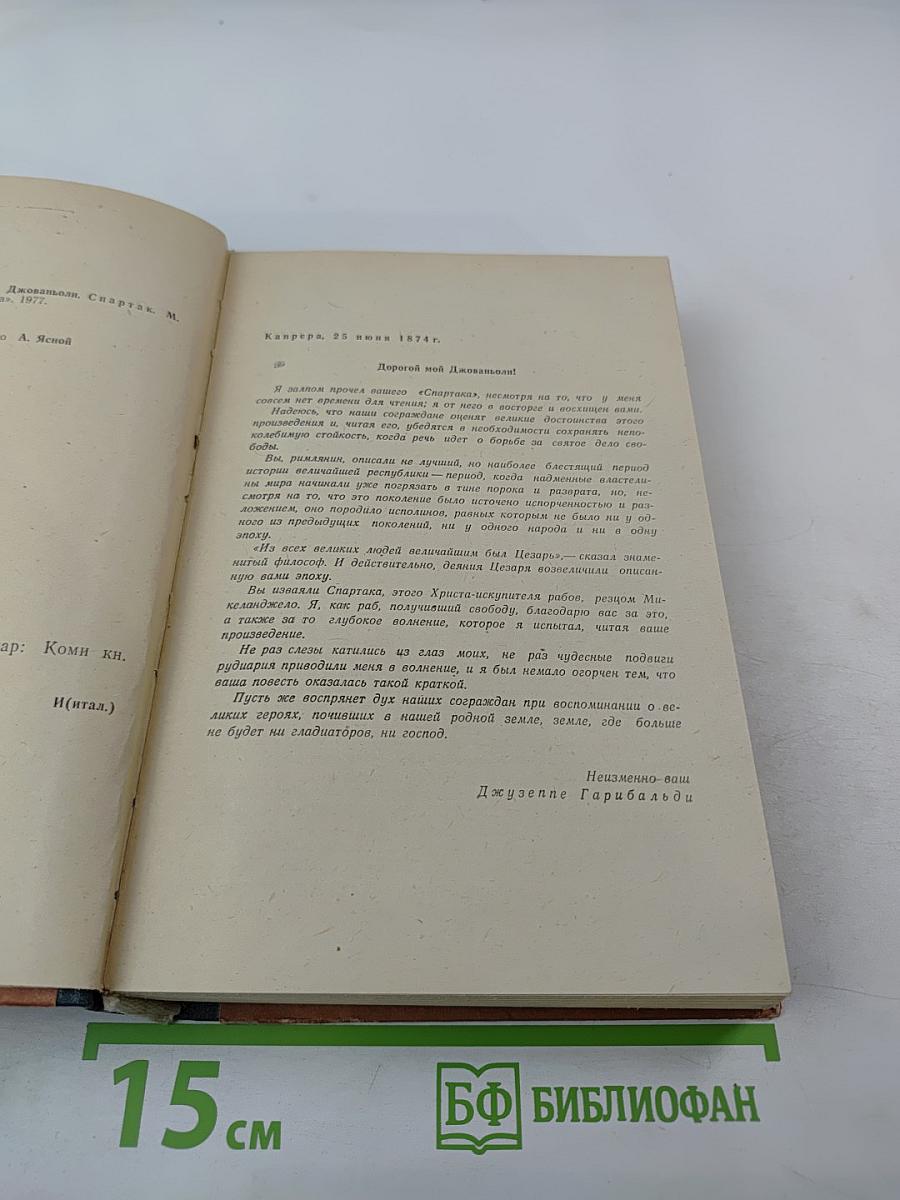 Джованьоли. Спартак. М.
а». 1977.
о А. Ясной
ар: Коми кн.
И(итал.)
Капрера, 25 июня 1874 г.
Дорогой мой Джованьоли!
Я залпом прочел вашего «Спартака», несмотря на то, что у меня
совсем нет времени для чтения; я от него в восторге и восхищен вами.
Надеюсь, что наши сограждане оценят великие достоинства этого
произведения и, читая его, убедятся в необходимости сохранять непо-
колебимую стойкость, когда речь идет о борьбе за святое дело сво-
боды.
Вы, римлянин, описали не лучший, но наиболее блестящий период
истории величайшей республики — период, когда надменные властели-
ны мира начинали уже погрязать в тине порока и разврата, но, не-
смотря на то, что это поколение было источено испорченностью и раз-
ложением, оно породило исполинов, равных которым не было ни у од-
ного из предыдущих поколений, ни у одного народа и ни в одну
эпоху.
«Из всех великих людей величайшим был Цезарь»,— сказал знаме-
нитый философ. И действительно, деяния Цезаря возвеличили описан-
ную вами эпоху.
Вы изваяли Спартака, этого Христа-искупителя рабов, резцом Ми-
келанджело. Я, как раб, получивший свободу, благодарю вас за это,
а также за то глубокое волнение, которое я испытал, читая ваше
произведение.
Не раз слезы катились из глаз моих, не раз чудесные подвиги
рудиария приводили меня в волнение, и я был немало огорчен тем, что
ваша повесть оказалась такой краткой.
Пусть же воспрянет дух наших сограждан при воспоминании о ве-
ликих героях, почивших в нашей родной земле, земле, где больше
не будет ни гладиаторов, ни господ.
Неизменно ваш
Джузеппе Гарибальди
15 см
БФ БИБЛИОФАН